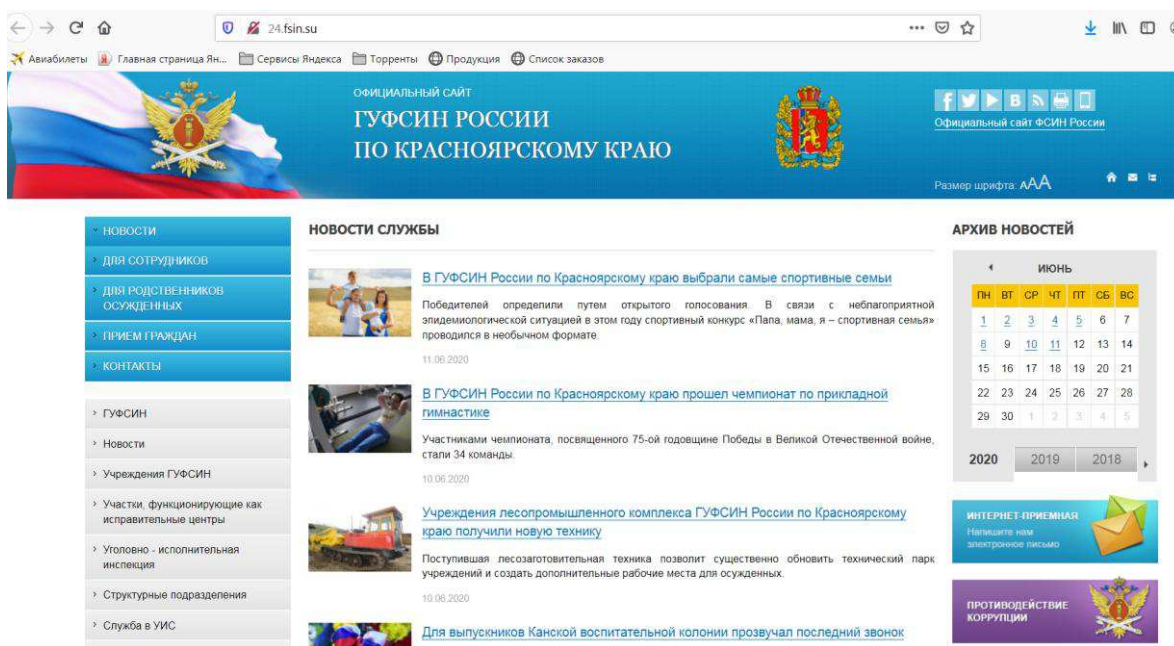 24.fsin.su
Авиабилеты Главная страница Ян... Сервисы Яндекса Торренты Продукция Список заказов
ОФИЦИАЛЬНЫЙ САЙТ
ГУФСИН РОССИИ
ПО КРАСНОЯРСКОМУ КРАЮ
Официальный сайт ФСИН России
Размер шрифта: AAA
НОВОСТИ
ДЛЯ СОТРУДНИКОВ
ДЛЯ РОДСТВЕННИКОВ
ОСУЖДЕННЫХ
ПРИЕМ ГРАЖДАН
КОНТАКТЫ
ГУФСИН
Новости
Учреждения ГУФСИН
Участки, функционирующие как
исправительные центры
Уголовно - исполнительная
инспекция
Структурные подразделения
Служба в УИС
НОВОСТИ СЛУЖБЫ
В ГУФСИН России по Красноярскому краю выбрали самые спортивные семьи
Победителей определили путем открытого голосования. В связи с неблагоприятной
эпидемиологической ситуацией в этом году спортивный конкурс «Папа, мама, я – спортивная семья»
проводился в необычном формате.
11.06.2020
В ГУФСИН России по Красноярскому краю прошел чемпионат по прикладной
гимнастике
Участниками чемпионата, посвященного 75-ой годовщине Победы в Великой Отечественной войне,
стали 34 команды.
10.06.2020
Учреждения лесопромышленного комплекса ГУФСИН России по Красноярскому
краю получили новую технику
Поступившая лесозаготовительная техника позволит существенно обновить технический парк
учреждений и создать дополнительные рабочие места для осужденных.
10.06.2020
Для выпускников Канской воспитательной колонии прозвучал последний звонок
АРХИВ НОВОСТЕЙ
ИЮНЬ
ПН ВТ СР ЧТ ПТ СБ ВС
1 2 3 4 5 6 7
8 9 10 11 12 13 14
15 16 17 18 19 20 21
22 23 24 25 26 27 28
29 30 1 2 3 4 5
2020 2019 2018
ИНТЕРНЕТ-ПРИЕМНАЯ
Напишите нам
электронное письмо
ПРОТИВОДЕЙСТВИЕ
КОРРУПЦИИ